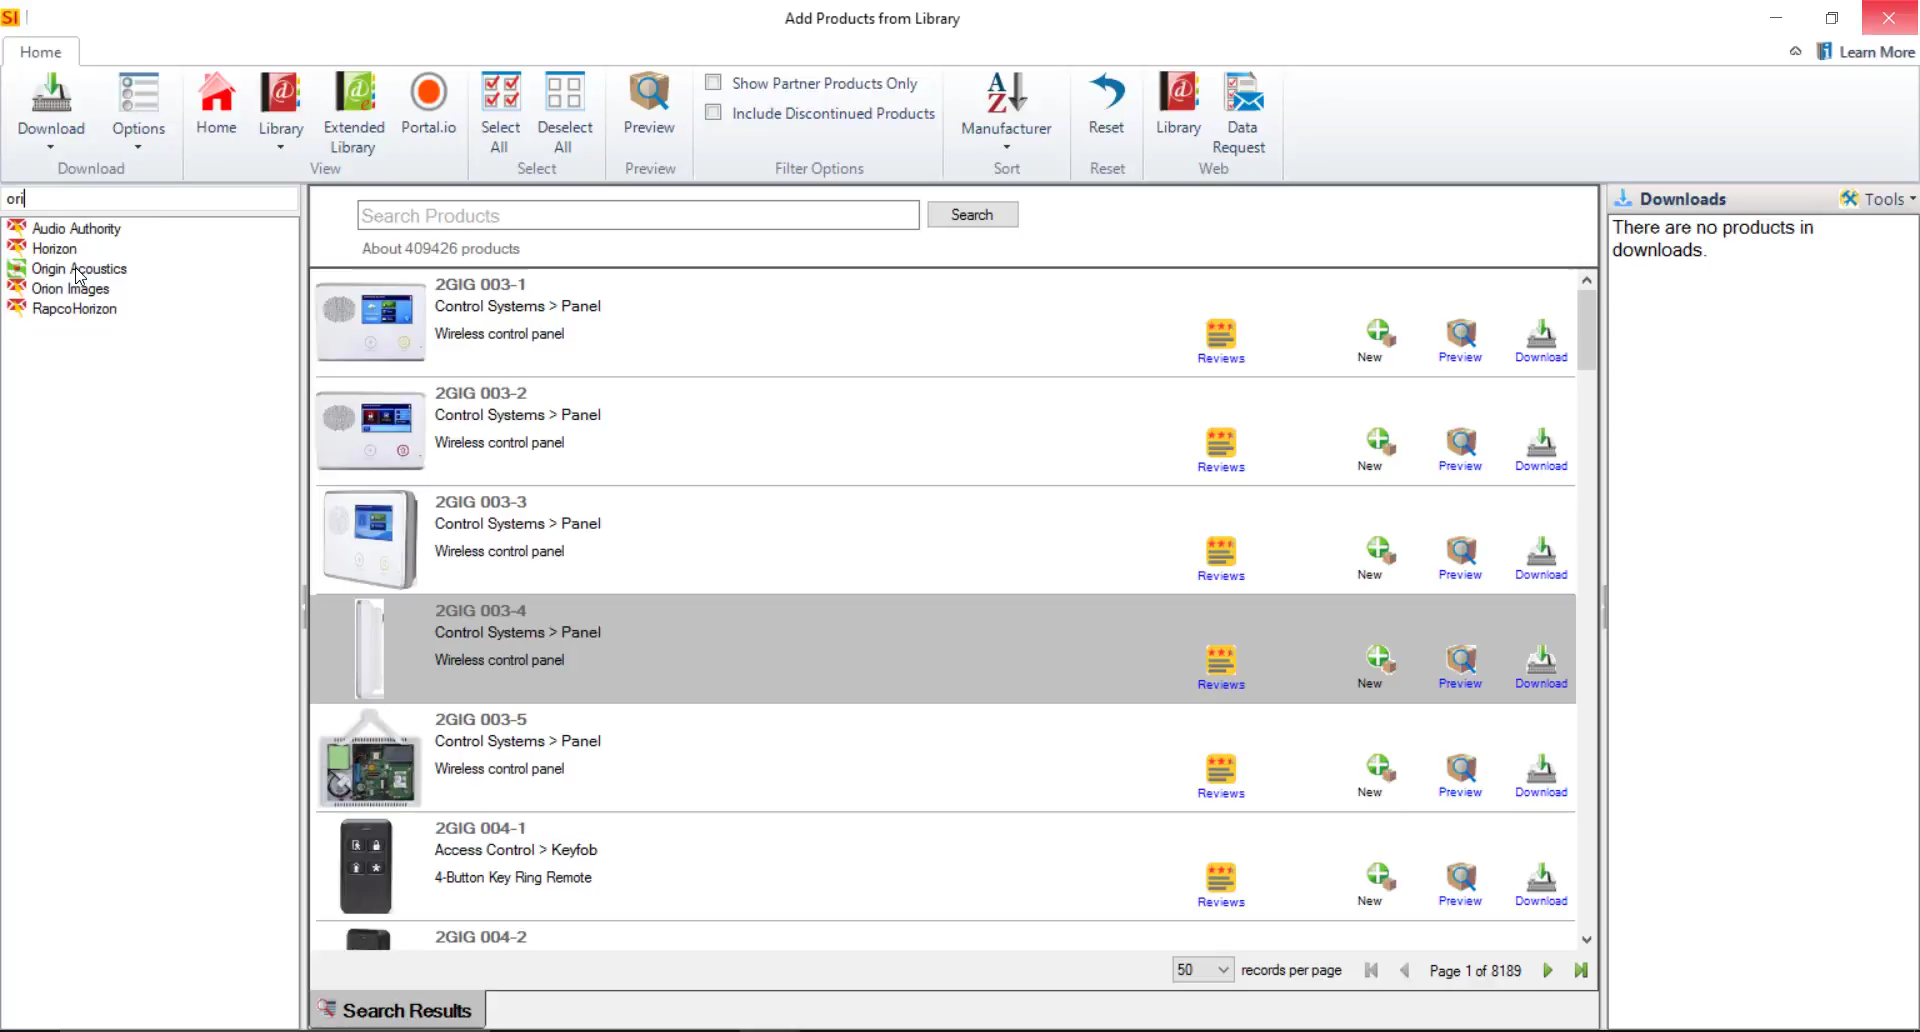 SI
Add Products from Library
Home
Learn More
Download
Options
Home
Library
Extended
Library
Portal.io
Select
All
Deselect
All
Preview
Show Partner Products Only
Include Discontinued Products
A
Z
Manufacturer
Reset
Library
Data
Request
Download
View
Select
Preview
Filter Options
Sort
Reset
Web
ori
Audio Authority
Horizon
Origin Acoustics
Orion Images
RapcoHorizon
Search Products
Search
About 409426 products
2GIG 003-1
Control Systems > Panel
Wireless control panel
Reviews
New
Preview
Download
2GIG 003-2
Control Systems > Panel
Wireless control panel
Reviews
New
Preview
Download
2GIG 003-3
Control Systems > Panel
Wireless control panel
Reviews
New
Preview
Download
2GIG 003-4
Control Systems > Panel
Wireless control panel
Reviews
New
Preview
Download
2GIG 003-5
Control Systems > Panel
Wireless control panel
Reviews
New
Preview
Download
2GIG 004-1
Access Control > Keyfob
4-Button Key Ring Remote
Reviews
New
Preview
Download
2GIG 004-2
50
records per page
Page 1 of 8189
Search Results
Downloads
Tools
There are no products in
downloads.